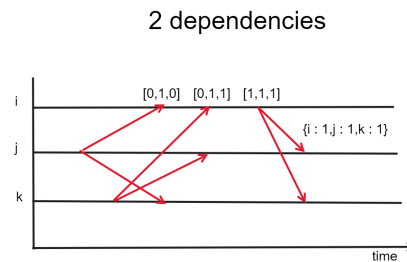 2 dependencies
[0,1,0] [0,1,1] [1,1,1]
i
{i : 1,j : 1,k : 1}
j
k
time